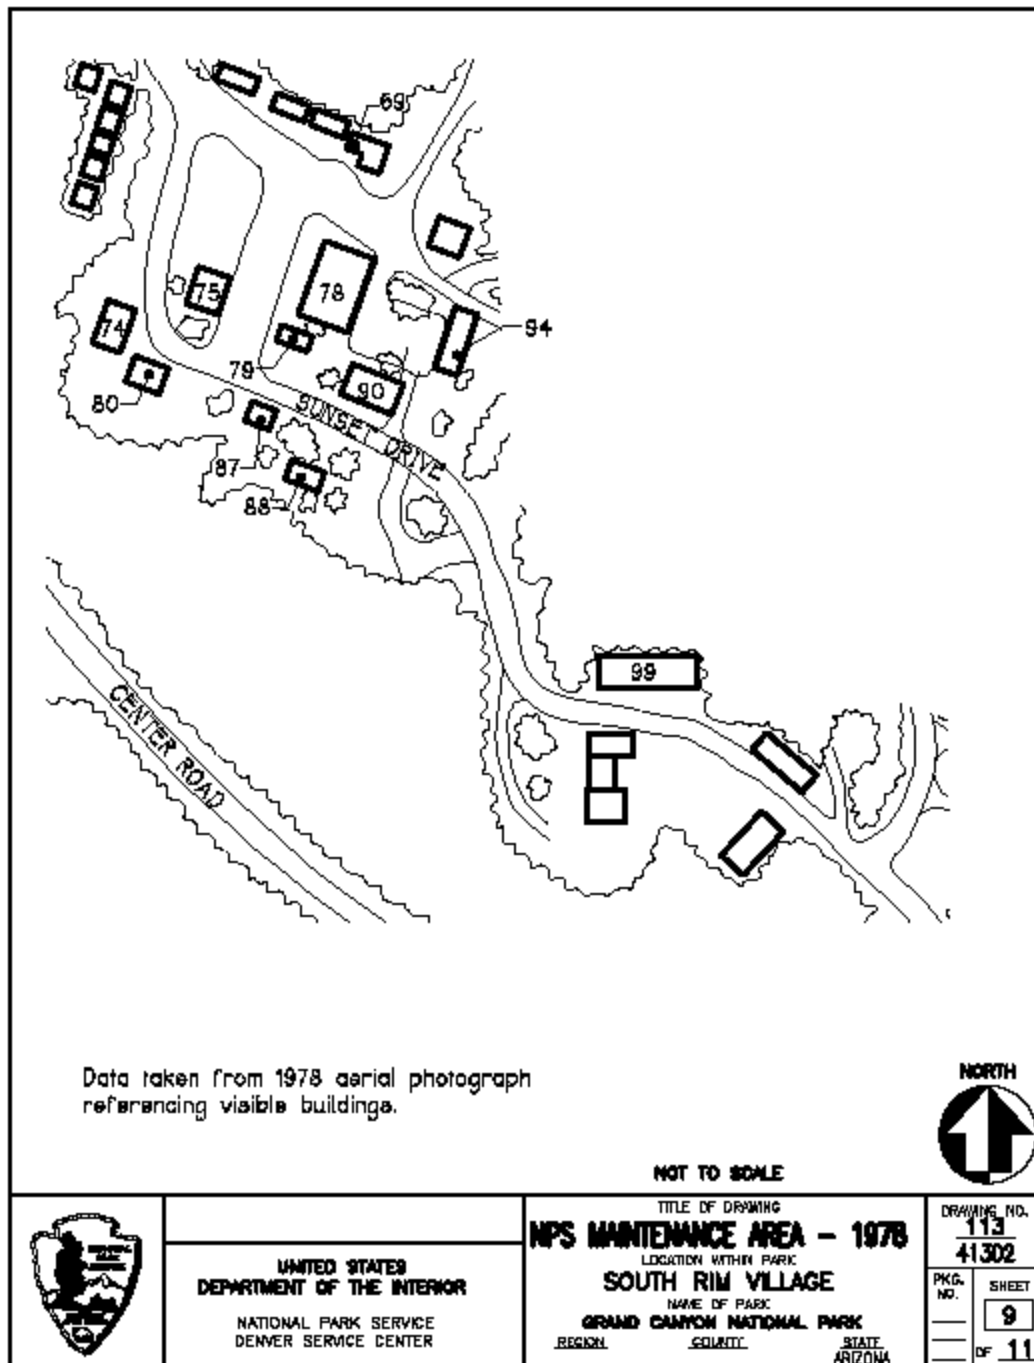 69
75
78
74
94
79
90
80
SUNSET DRIVE
87
88
99
CENTER ROAD
Data taken from 1978 aerial photograph
referencing visible buildings.
NORTH
NOT TO SCALE
UNITED STATES
DEPARTMENT OF THE INTERIOR
NATIONAL PARK SERVICE
DENVER SERVICE CENTER
TITLE OF DRAWING
NPS MAINTENANCE AREA - 1978
LOCATION WITHIN PARK
SOUTH RIM VILLAGE
NAME OF PARK
GRAND CANYON NATIONAL PARK
REGION COUNTY STATE
ARIZONA
DRAWING NO.
113
41302
PKG. NO.
SHEET
9
OF 11